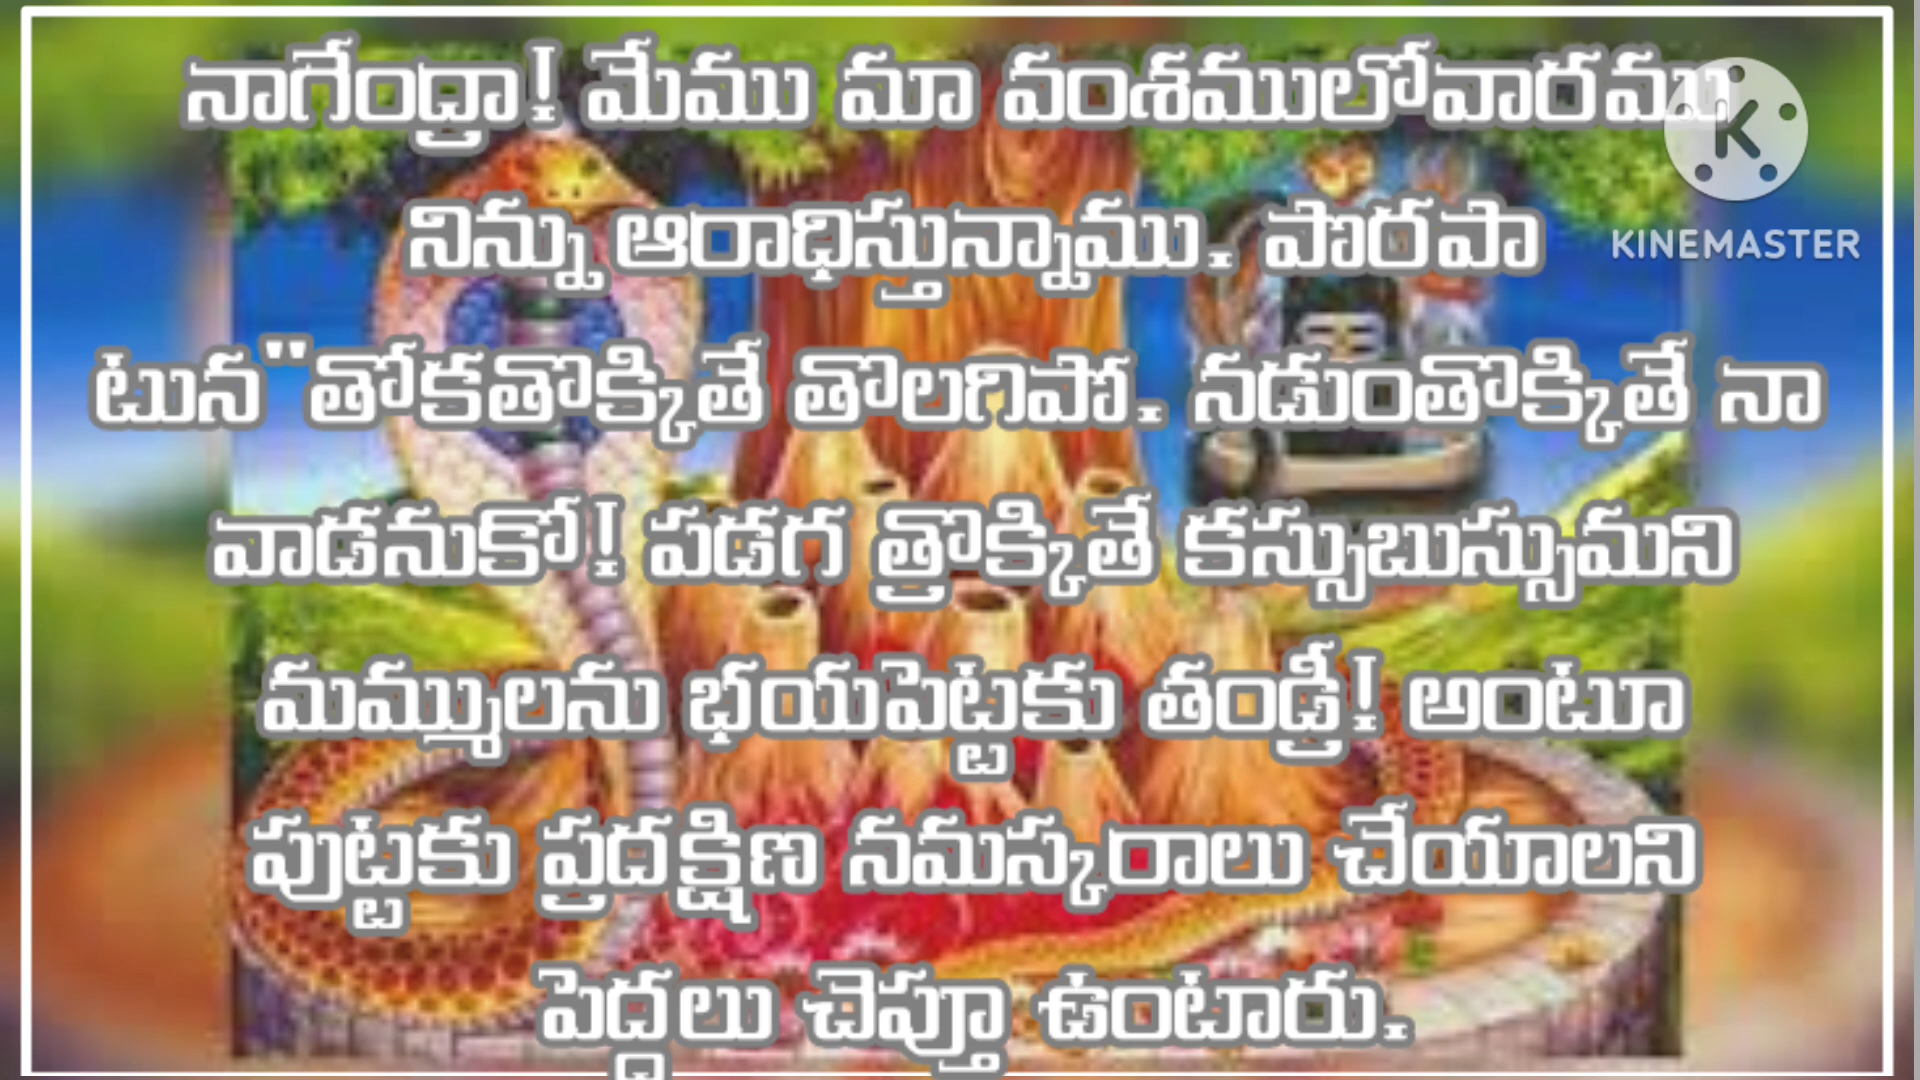 నాగేంద్రా! మేము మా వంశములోవారము
నిన్ను ఆరాధిస్తున్నాము. పొరపా
టున"తోకతొక్కితే తొలగిపో. నడుంతొక్కితే నా
వాడనుకో! పడగ త్రొక్కితే కస్సుబుస్సుమని
మమ్ములను భయపెట్టకు తండ్రీ! అంటూ
పుట్టకు ప్రదక్షిణ నమస్కరాలు చేయాలని
పెద్దలు చెప్తూ ఉంటారు.
K
KINEMASTER